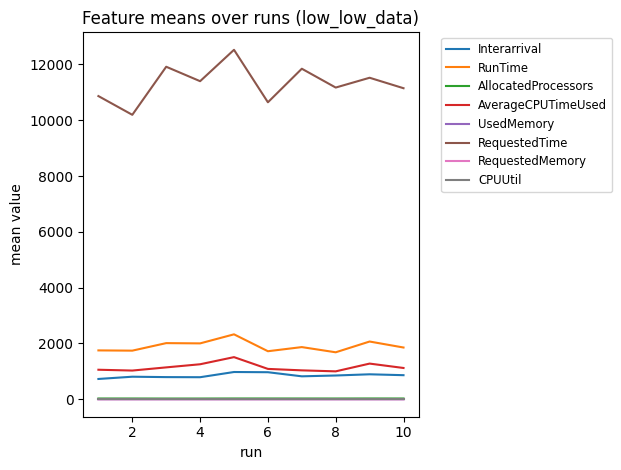 Feature means over runs (low_low_data)
mean value
12000
10000
8000
6000
4000
2000
0
2
4
6
8
10
run
Interarrival
RunTime
AllocatedProcessors
AverageCPUTimeUsed
UsedMemory
RequestedTime
RequestedMemory
CPUUtil